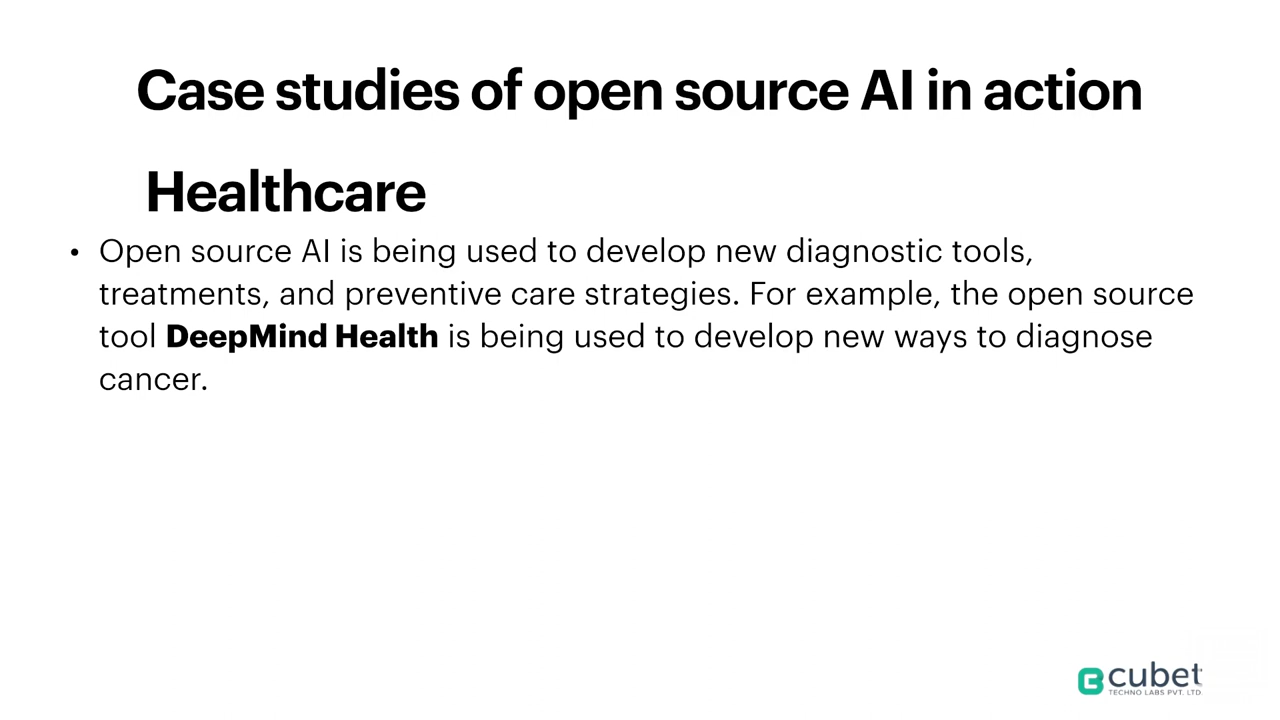 Case studies of open source AI in action
Healthcare
• Open source AI is being used to develop new diagnostic tools,
treatments, and preventive care strategies. For example, the open source
tool DeepMind Health is being used to develop new ways to diagnose
cancer.
cubet
TECHNO LABS PVT. LTD.